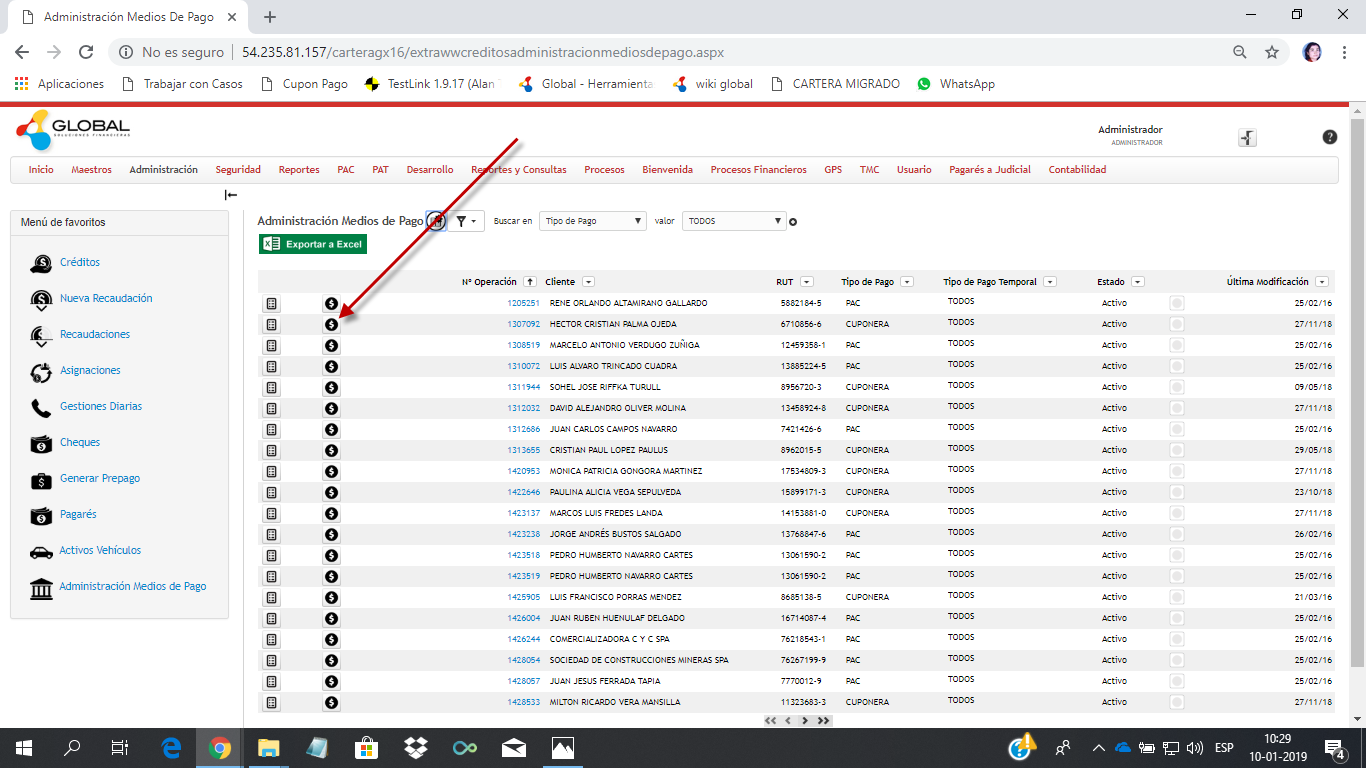 Administración Medios De Pago
No es seguro 54.235.81.157/carteragx16/extrawwcreditosadministracionmediosdepago.aspx
Aplicaciones Trabajar con Casos Cupon Pago TestLink 1.9.17 (Alan Global - Herramienta wiki global CARTERA MIGRADO WhatsApp
GLOBAL
SOLUCIONES FINANCIERAS
Administrador
ADMINISTRADOR
Inicio Maestros Administración Seguridad Reportes PAC PAT Desarrollo Reportes y Consultas Procesos Bienvenida Procesos Financieros GPS TMC Usuario Pagarés a Judicial Contabilidad
Menú de favoritos
Créditos
Nueva Recaudación
Recaudaciones
Asignaciones
Gestiones Diarias
Cheques
Generar Prepago
Pagarés
Activos Vehículos
Administración Medios de Pago
Administración Medios de Pago Buscar en Tipo de Pago valor TODOS
Exportar a Excel
Nº Operación Cliente RUT Tipo de Pago Tipo de Pago Temporal Estado Última Modificación
1205251 RENE ORLANDO ALTAMIRANO GALLARDO 5882184-5 PAC TODOS Activo 25/02/16
1307092 HECTOR CRISTIAN PALMA OJEDA 6710856-6 CUPONERA TODOS Activo 27/11/18
1308519 MARCELO ANTONIO VERDUGO ZUÑIGA 12459358-1 PAC TODOS Activo 25/02/16
1310072 LUIS ALVARO TRINCADO CUADRA 13885224-5 PAC TODOS Activo 25/02/16
1311944 SOHEL JOSE RIFFKA TURULL 8956720-3 CUPONERA TODOS Activo 09/05/18
1312032 DAVID ALEJANDRO OLIVER MOLINA 13458924-8 CUPONERA TODOS Activo 27/11/18
1312686 JUAN CARLOS CAMPOS NAVARRO 7421426-6 PAC TODOS Activo 25/02/16
1313655 CRISTIAN PAUL LOPEZ PAULUS 8962015-5 CUPONERA TODOS Activo 29/05/18
1420953 MONICA PATRICIA GONGORA MARTINEZ 17534809-3 CUPONERA TODOS Activo 27/11/18
1422646 PAULINA ALICIA VEGA SEPULVEDA 15899171-3 CUPONERA TODOS Activo 23/10/18
1423137 MARCOS LUIS FREDES LANDA 14153881-0 CUPONERA TODOS Activo 27/11/18
1423238 JORGE ANDRÉS BUSTOS SALGADO 13768847-6 PAC TODOS Activo 26/02/16
1423518 PEDRO HUMBERTO NAVARRO CARTES 13061590-2 PAC TODOS Activo 25/02/16
1423519 PEDRO HUMBERTO NAVARRO CARTES 13061590-2 PAC TODOS Activo 25/02/16
1425905 LUIS FRANCISCO PORRAS MENDEZ 8685138-5 CUPONERA TODOS Activo 21/03/16
1426004 JUAN RUBEN HUENULAF DELGADO 16714087-4 PAC TODOS Activo 25/02/16
1426244 COMERCIALIZADORA C Y C SPA 76218543-1 PAC TODOS Activo 25/02/16
1428054 SOCIEDAD DE CONSTRUCCIONES MINERAS SPA 76267199-9 PAC TODOS Activo 25/02/16
1428057 JUAN JESUS FERRADA TAPIA 7770012-9 PAC TODOS Activo 25/02/16
1428533 MILTON RICARDO VERA MANSILLA 11323683-3 CUPONERA TODOS Activo 27/11/18
ESP
10:29
10-01-2019
4